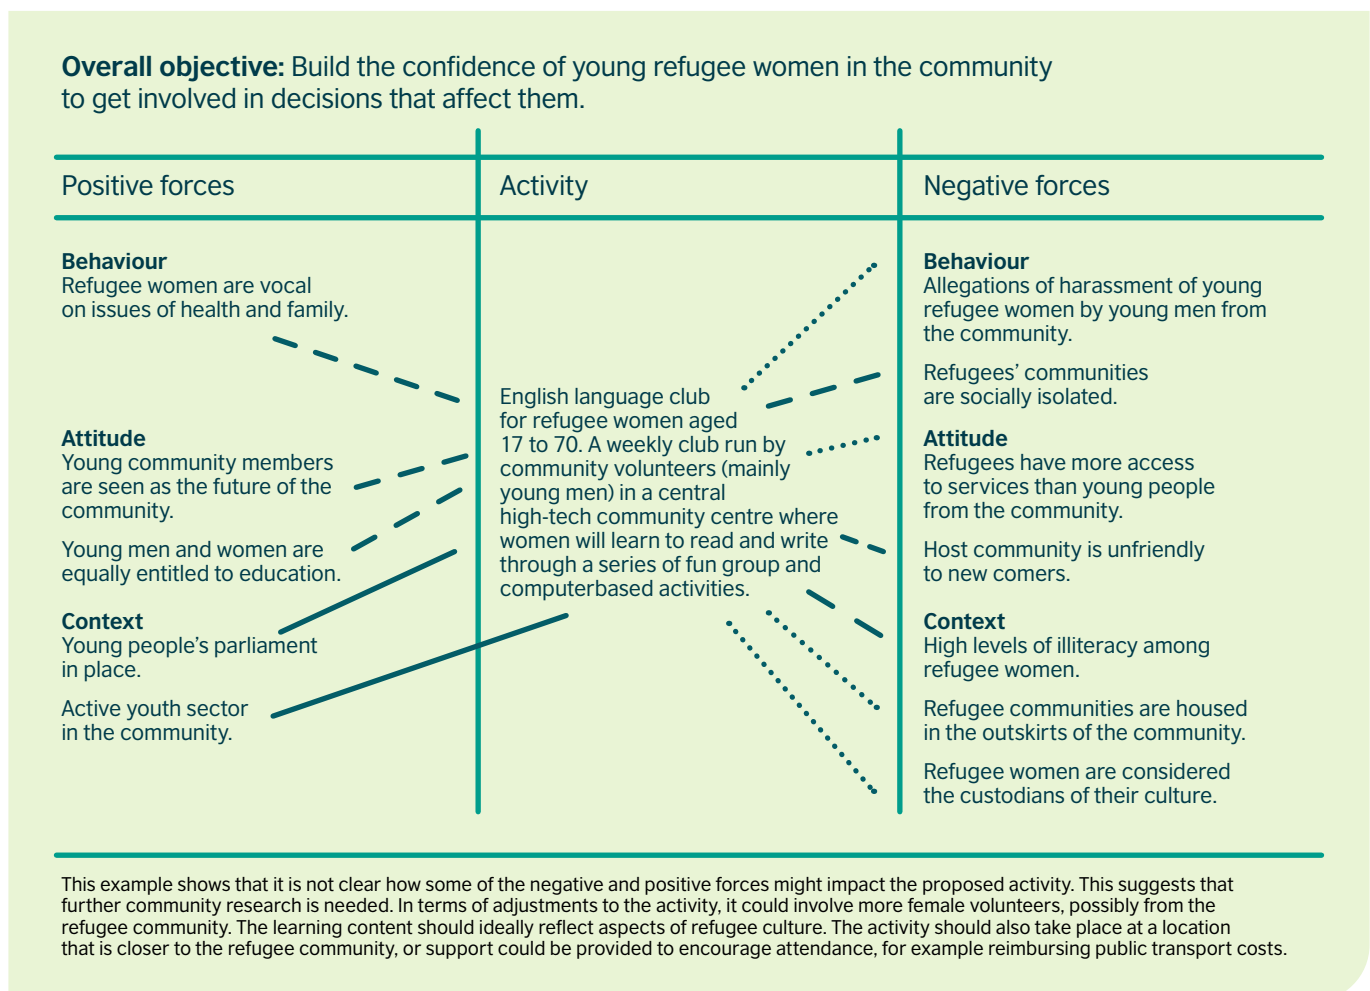 Overall objective: Build the confidence of young refugee women in the community
to get involved in decisions that affect them.
Positive forces
Activity
Negative forces
Behaviour
Refugee women are vocal
on issues of health and family.
Attitude
Young community members
are seen as the future of the
community.
Young men and women are
equally entitled to education.
Context
Young people’s parliament
in place.
Active youth sector
in the community.
English language club
for refugee women aged
17 to 70. A weekly club run by
community volunteers (mainly
young men) in a central
high-tech community centre where
women will learn to read and write
through a series of fun group and
computerbased activities.
Behaviour
Allegations of harassment of young
refugee women by young men from
the community.
Refugees’ communities
are socially isolated.
Attitude
Refugees have more access
to services than young people
from the community.
Host community is unfriendly
to new comers.
Context
High levels of illiteracy among
refugee women.
Refugee communities are housed
in the outskirts of the community.
Refugee women are considered
the custodians of their culture.
This example shows that it is not clear how some of the negative and positive forces might impact the proposed activity. This suggests that
further community research is needed. In terms of adjustments to the activity, it could involve more female volunteers, possibly from the
refugee community. The learning content should ideally reflect aspects of refugee culture. The activity should also take place at a location
that is closer to the refugee community, or support could be provided to encourage attendance, for example reimbursing public transport costs.